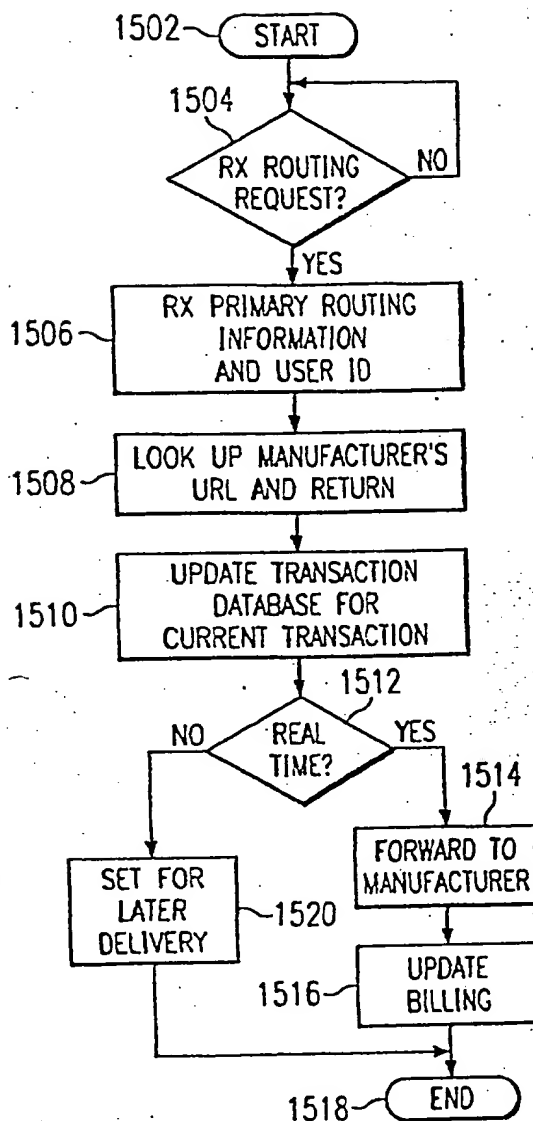 1502
START
1504
RX ROUTING
REQUEST?
NO
YES
1506
RX PRIMARY ROUTING
INFORMATION
AND USER ID
1508
LOOK UP MANUFACTURER'S
URL AND RETURN
1510
UPDATE TRANSACTION
DATABASE FOR
CURRENT TRANSACTION
1512
NO
REAL
TIME?
YES
1514
FORWARD TO
MANUFACTURER
SET FOR
LATER
DELIVERY
1520
1516
UPDATE
BILLING
1518
END